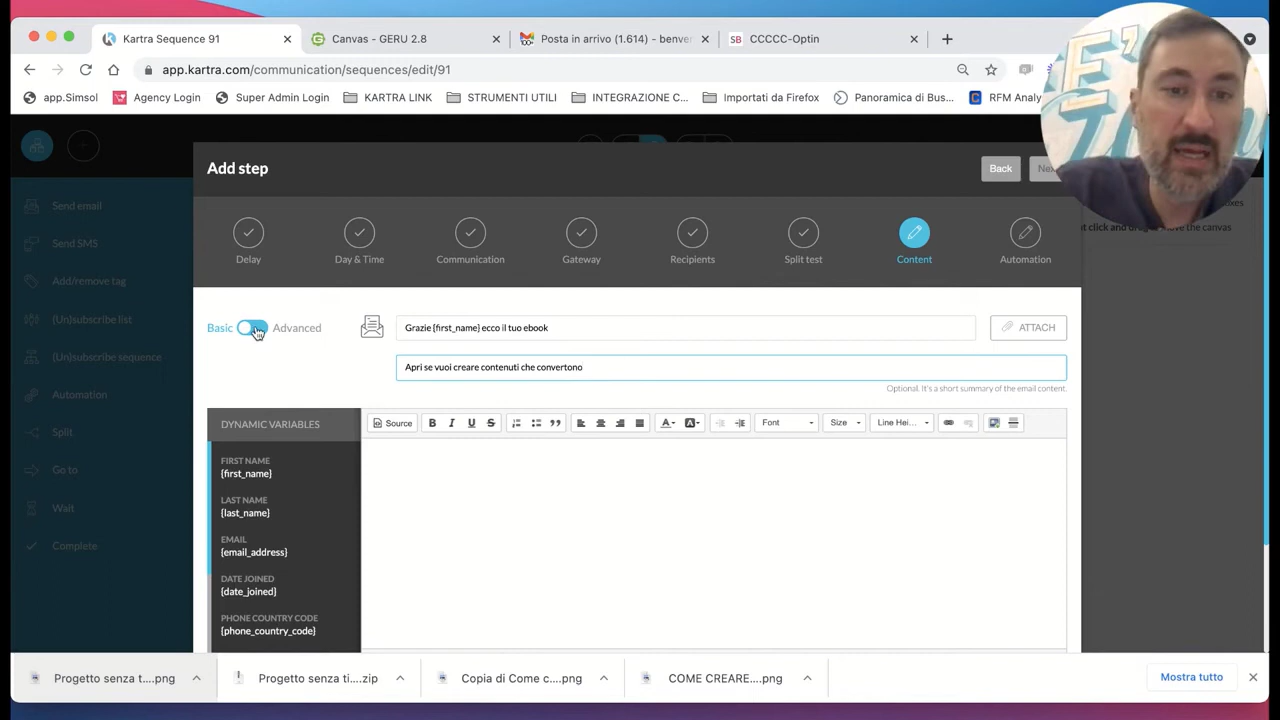 Kartra Sequence 91
Canvas - GERU 2.0
Posta in arrivo (1.614) - benver
SB CCCCC-Optin
app.kartra.com/communication/sequences/edit/91
app.Simsol
Agency Login
Super Admin Login
KARTRA LINK
STRUMENTI UTILI
INTEGRAZIONE C...
Importati da Firefox
Panoramica di Bus...
RFM Analy
Add step
Back
Send email
Send SMS
Add/remove tag
(Un)subscribe list
(Un)subscribe sequence
Automation
Split
Go to
Wait
Complete
Delay
Day & Time
Communication
Gateway
Recipients
Split test
Content
Automation
Basic
Advanced
Grazie {first_name} ecco il tuo ebook
ATTACH
Apri se vuoi creare contenuti che convertono
Optional. It's a short summary of the email content.
DYNAMIC VARIABLES
Source
Font
Size
Line Hei...
FIRST NAME
{first_name}
LAST NAME
{last_name}
EMAIL
{email_address}
DATE JOINED
{date_joined}
PHONE COUNTRY CODE
{phone_country_code}
Progetto senza t....png
Progetto senza ti....zip
Copia di Come c....png
COME CREARE....png
Mostra tutto